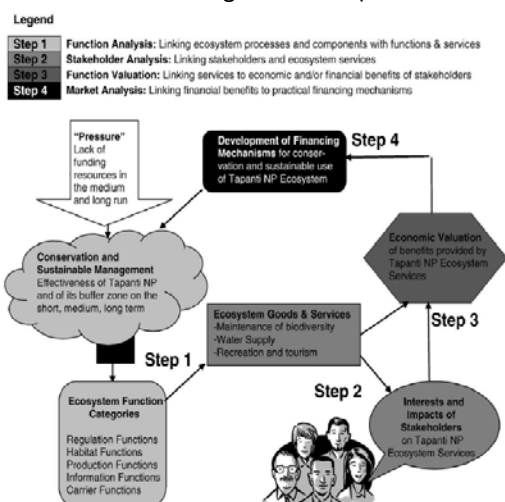 Legend
Step 1 Function Analysis: Linking ecosystem processes and components with functions & services
Step 2 Stakeholder Analysis: Linking stakeholders and ecosystem services
Step 3 Function Valuation: Linking services to economic and/or financial benefits of stakeholders
Step 4 Market Analysis: Linking financial benefits to practical financing mechanisms
"Pressure"
Lack of
funding
resources in
the medium
and long run
Development of Financing
Mechanisms for conser-
vation and sustainable use
of Tapanti NP Ecosystem
Step 4
Conservation and
Sustainable Management
Effectiveness of Tapanti NP
and of its buffer zone on the
short, medium, long term
Economic Valuation
of benefits provided by
Tapanti NP Ecosystem
Services
Step 1
Ecosystem Goods & Services
-Maintenance of biodiversity
-Water Supply
-Recreation and tourism
Step 3
Ecosystem Function
Categories
Regulation Functions
Habitat Functions
Production Functions
Information Functions
Carrier Functions
Step 2
Interests and
Impacts of
Stakeholders
on Tapanti NP
Ecosystem Services